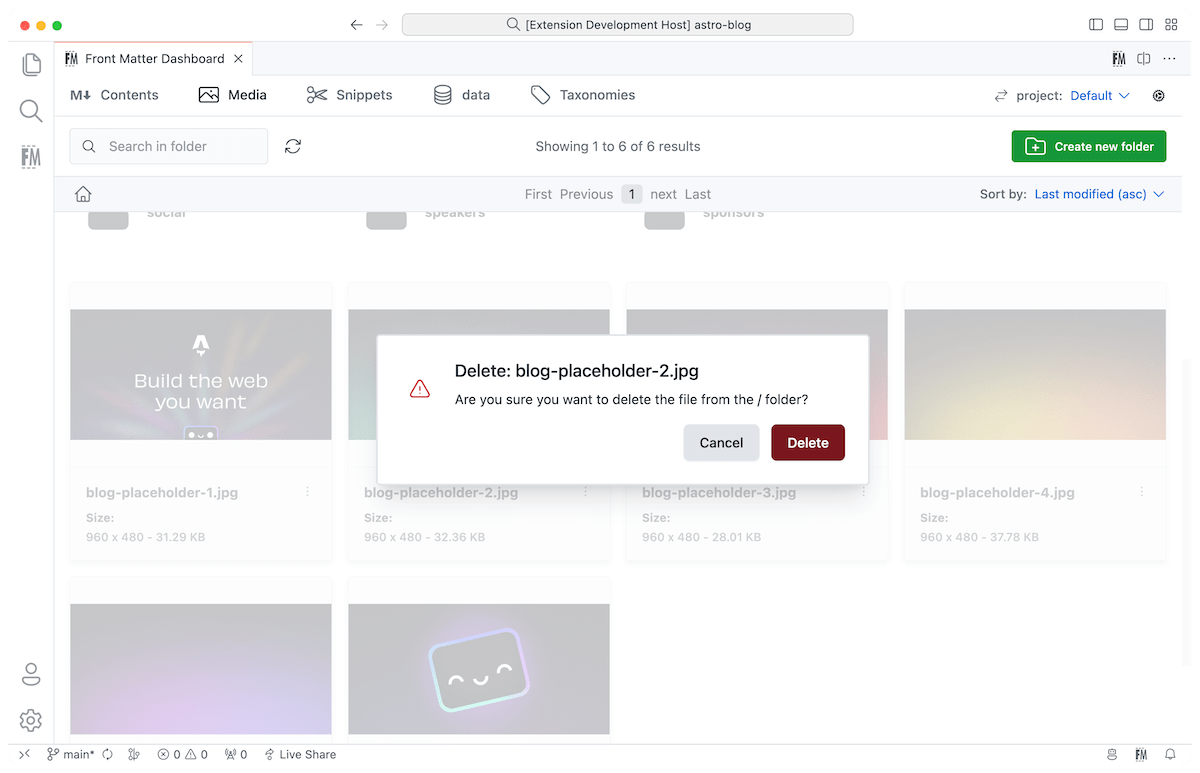 [Extension Development Host] astro-blog
FM Front Matter Dashboard
FM
M Contents Media Snippets data Taxonomies project: Default
FM
Search in folder Showing 1 to 6 of 6 results Create new folder
First Previous 1 next Last Sort by: Last modified (asc)
social speakers sponsors
Build the web
you want
Delete: blog-placeholder-2.jpg
Are you sure you want to delete the file from the / folder?
Cancel Delete
blog-placeholder-1.jpg blog-placeholder-2.jpg blog-placeholder-3.jpg blog-placeholder-4.jpg
Size: Size: Size: Size:
960 x 480 - 31.29 KB 960 x 480 - 32.36 KB 960 x 480 - 28.01 KB 960 x 480 - 37.78 KB
main* 0 0 0 Live Share FM